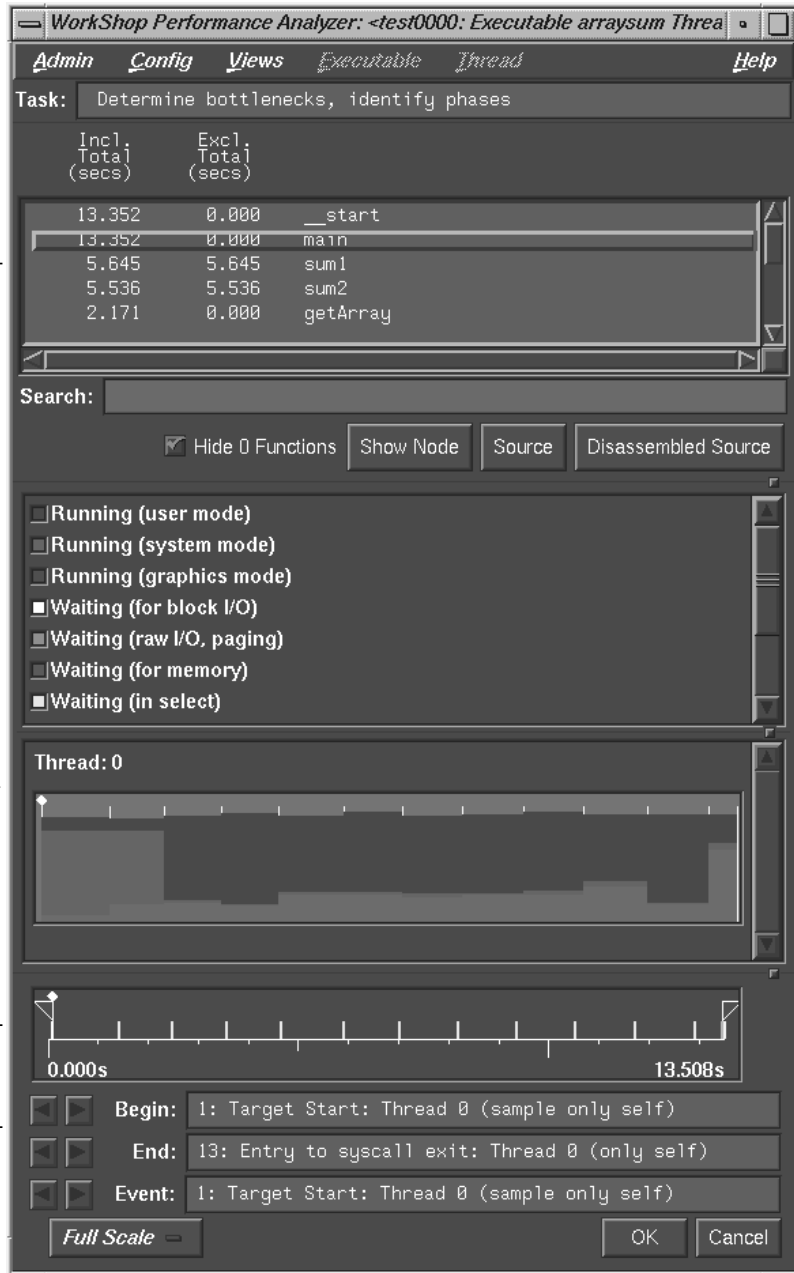 WorkShop Performance Analyzer: <test0000: Executable arraysum Threa
Admin Config Views Executable Thread Help
Task: Determine bottlenecks, identify phases
Incl. Excl.
Total Total
(secs) (secs)
13.352 0.000 __start
13.352 0.000 main
5.645 5.645 sum1
5.536 5.536 sum2
2.171 0.000 getArray
Search:
Hide 0 Functions Show Node Source Disassembled Source
Running (user mode)
Running (system mode)
Running (graphics mode)
Waiting (for block I/O)
Waiting (raw I/O, paging)
Waiting (for memory)
Waiting (in select)
Thread: 0
0.000s 13.508s
Begin: 1: Target Start: Thread 0 (sample only self)
End: 13: Entry to syscall exit: Thread 0 (only self)
Event: 1: Target Start: Thread 0 (sample only self)
Full Scale OK Cancel